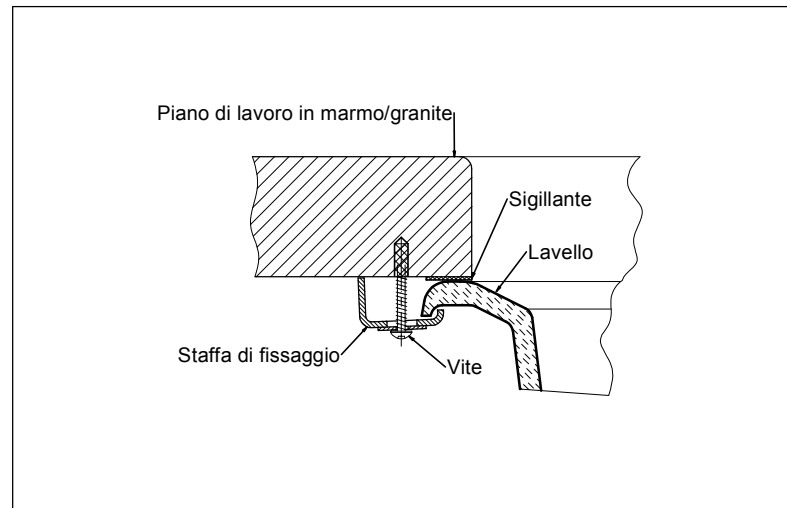 Piano di lavoro in marmo/granite
Sigillante
Lavello
Staffa di fissaggio
Vite